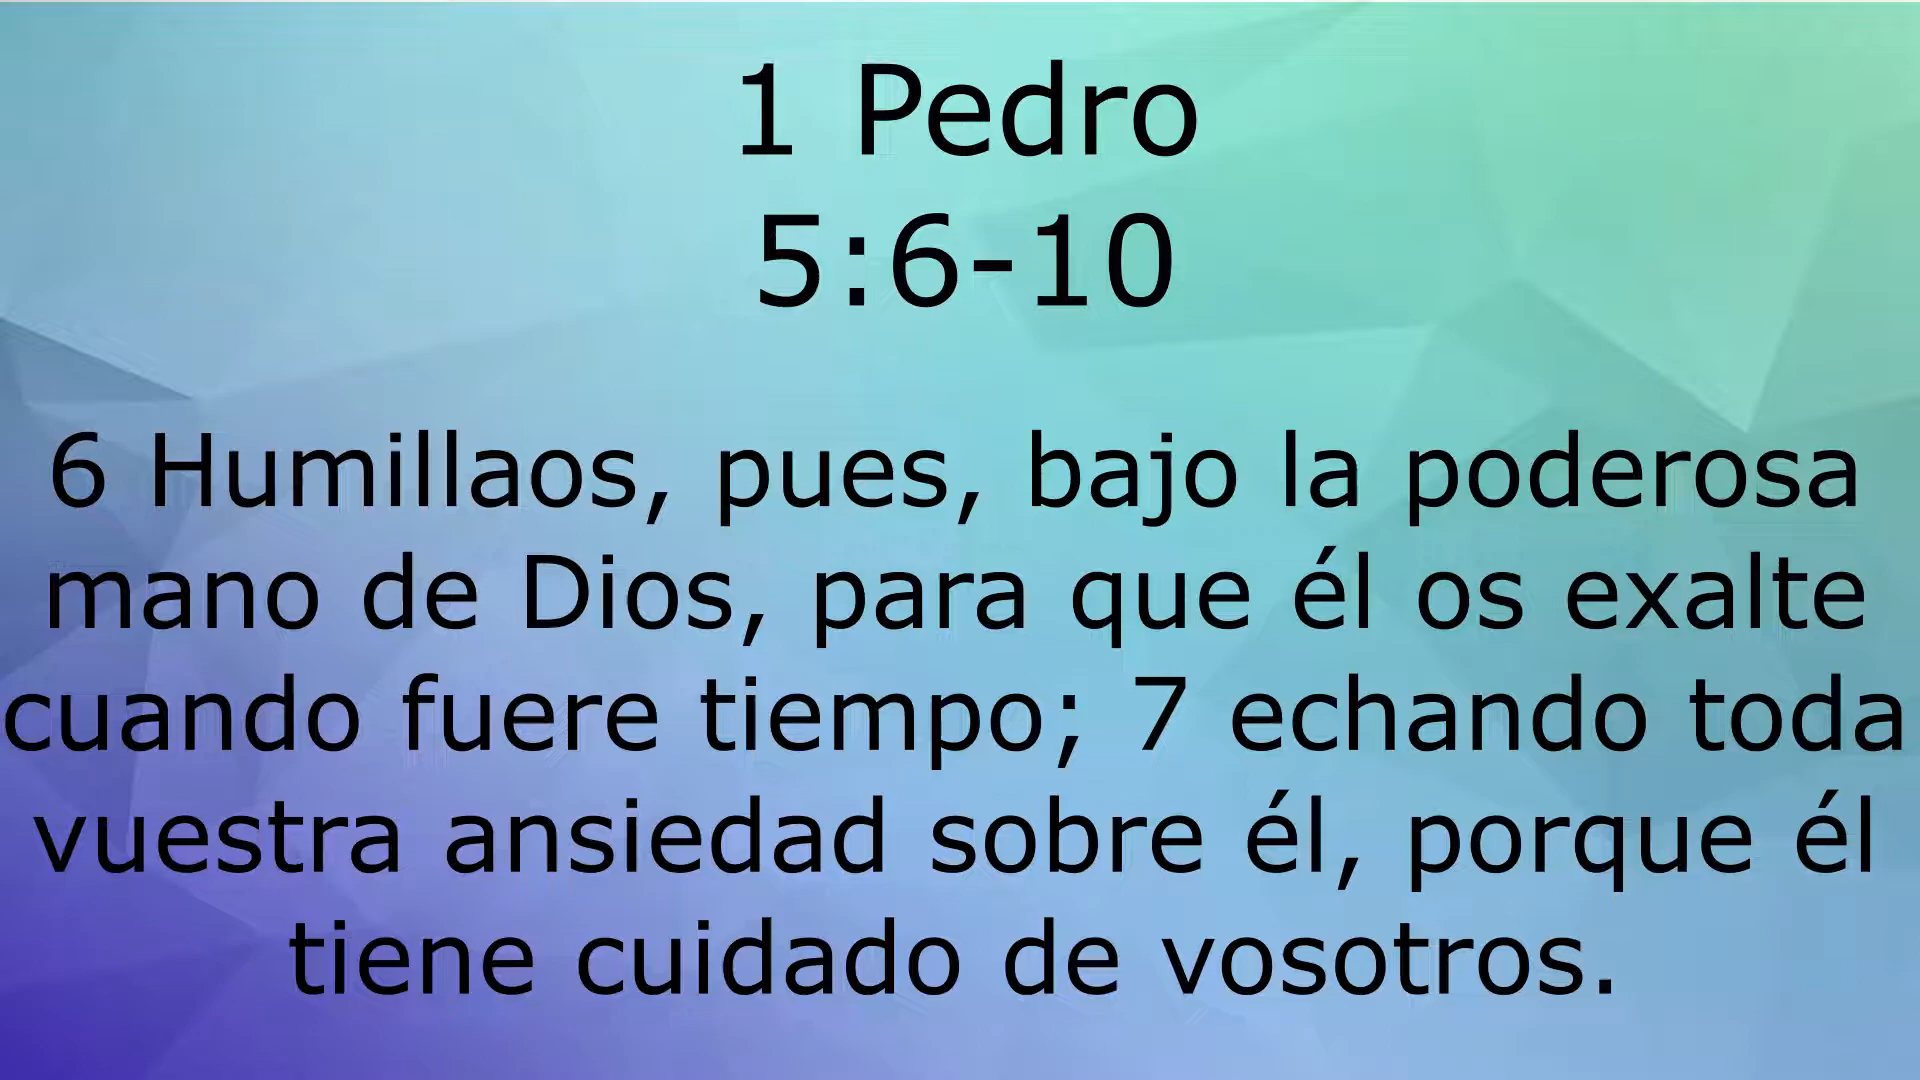 1 Pedro
5:6-10
6 Humillaos, pues, bajo la poderosa
mano de Dios, para que él os exalte
cuando fuere tiempo; 7 echando toda
vuestra ansiedad sobre él, porque él
tiene cuidado de vosotros.